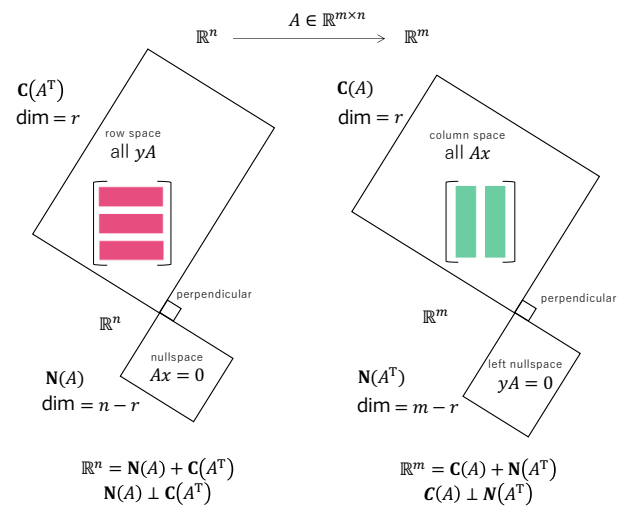 ℝⁿ A ∈ ℝᵐˣⁿ ℝᵐ
C(Aᵀ)
dim = r
row space
all yA
perpendicular
ℝⁿ
nullspace
Ax = 0
N(A)
dim = n − r
ℝⁿ = N(A) + C(Aᵀ)
N(A) ⊥ C(Aᵀ)
C(A)
dim = r
column space
all Ax
perpendicular
ℝᵐ
left nullspace
yA = 0
N(Aᵀ)
dim = m − r
ℝᵐ = C(A) + N(Aᵀ)
C(A) ⊥ N(Aᵀ)